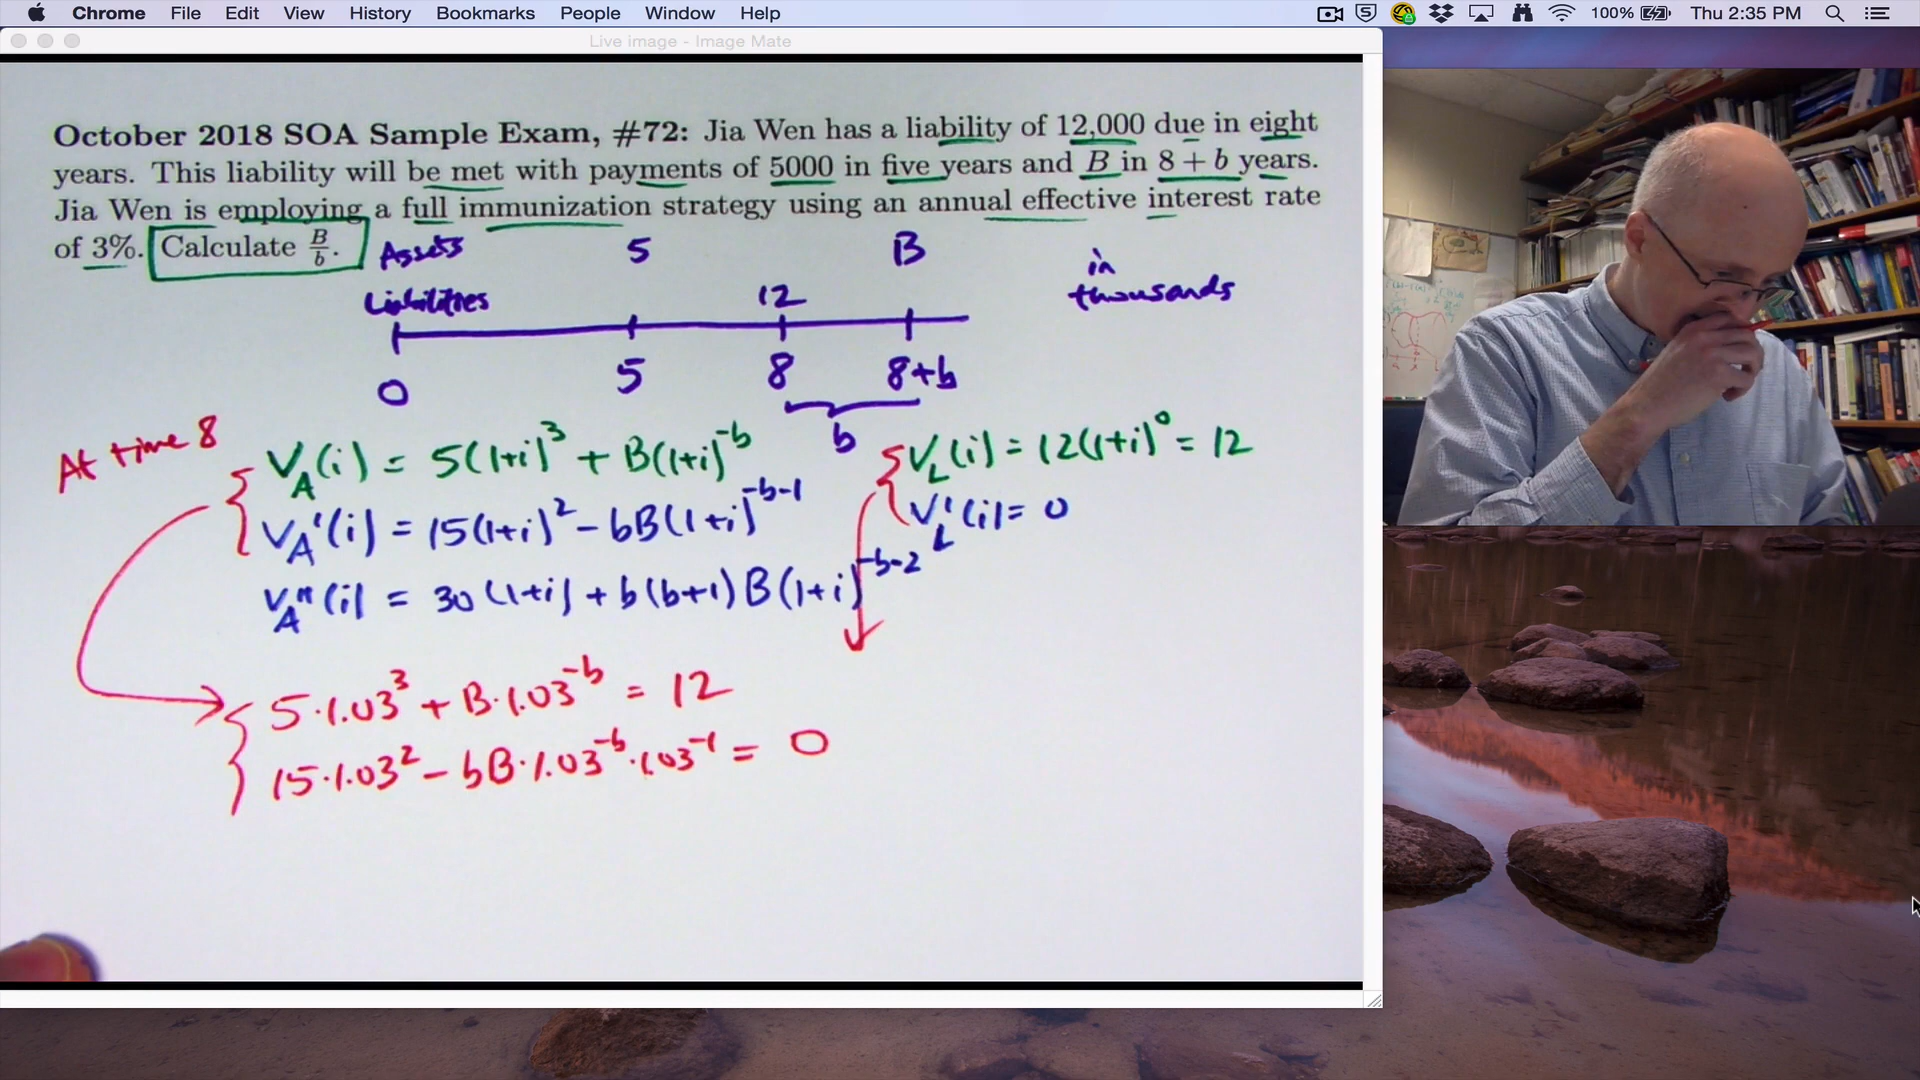 Chrome File Edit View History Bookmarks People Window Help 100% Thu 2:35 PM
Live image - Image Mate
October 2018 SOA Sample Exam, #72: Jia Wen has a liability of 12,000 due in eight
years. This liability will be met with payments of 5000 in five years and B in 8 + b years.
Jia Wen is employing a full immunization strategy using an annual effective interest rate
of 3%. Calculate B/b.
Assets 5 B in
Liabilities 12 thousands
0 5 8 8+b
b
At time 8
V_A(i) = 5(1+i)^3 + B(1+i)^-b V_L(i) = 12(1+i)^0 = 12
V_A'(i) = 15(1+i)^2 - bB(1+i)^-b-1 V_L'(i) = 0
V_A"(i) = 30(1+i) + b(b+1)B(1+i)^-b-2
5·1.03^3 + B·1.03^-b = 12
15·1.03^2 - bB·1.03^-b·1.03^-1 = 0